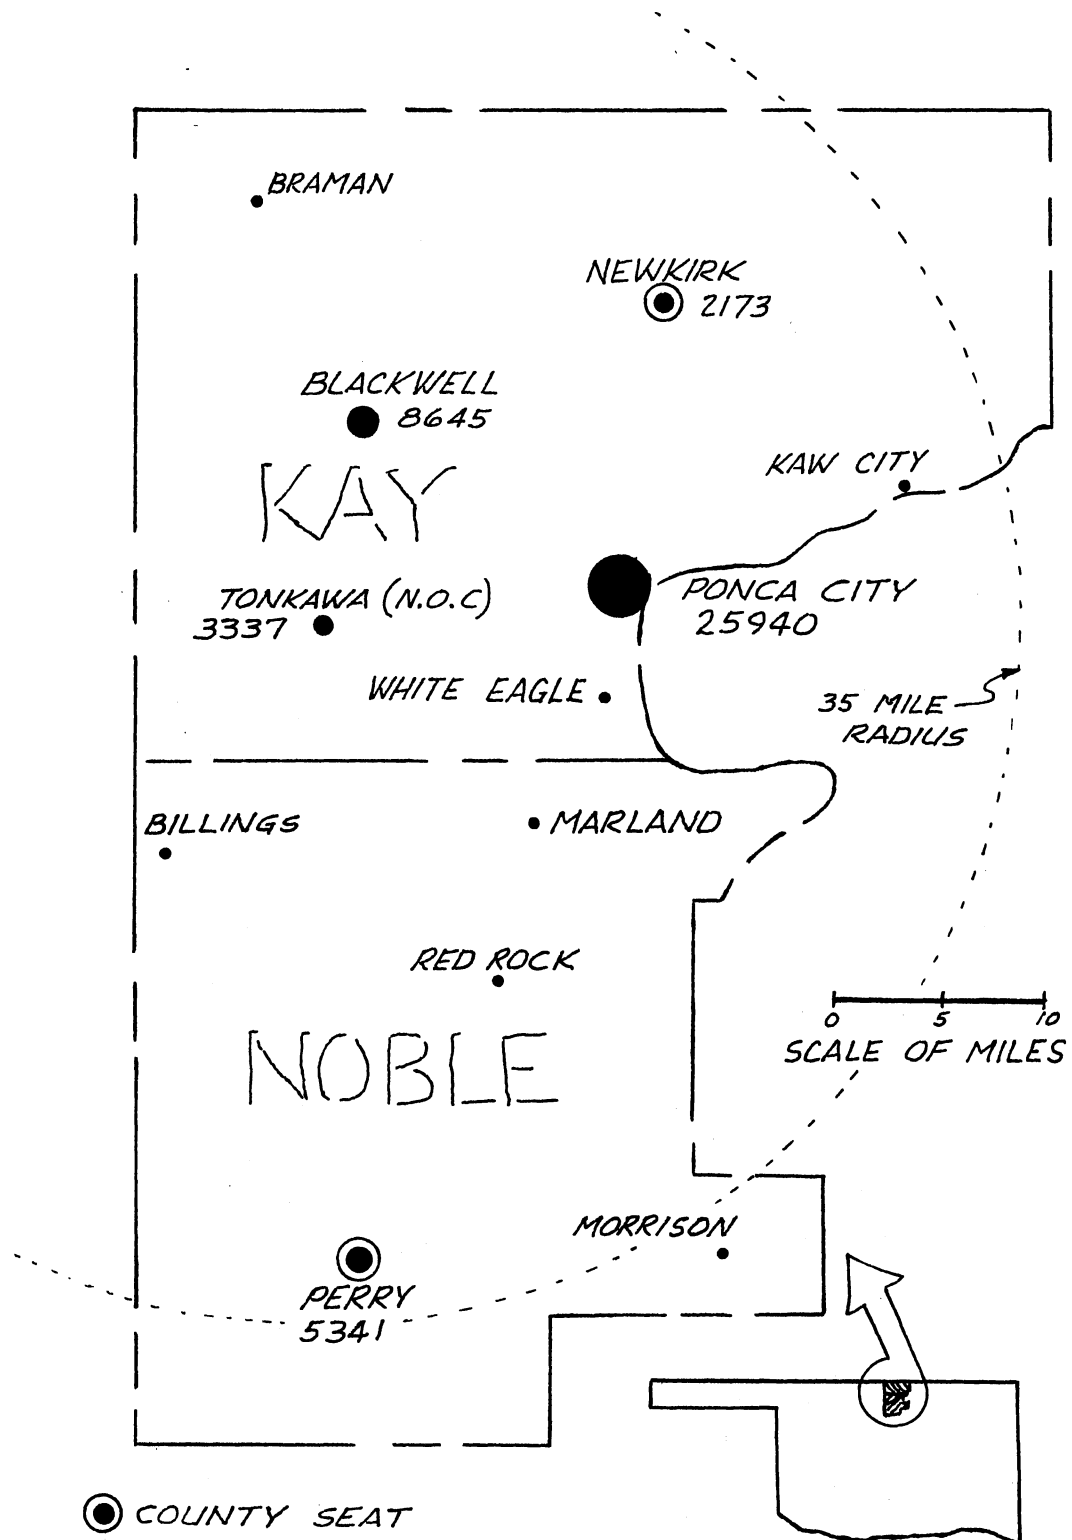 BRAMAN
NEWKIRK
2173
BLACKWELL
8645
KAY
KAW CITY
PONCA CITY
25940
TONKAWA (N.O.C)
3337
WHITE EAGLE
35 MILE
RADIUS
BILLINGS
MARLAND
RED ROCK
0 5 10
SCALE OF MILES
NOBLE
MORRISON
PERRY
5341
COUNTY SEAT